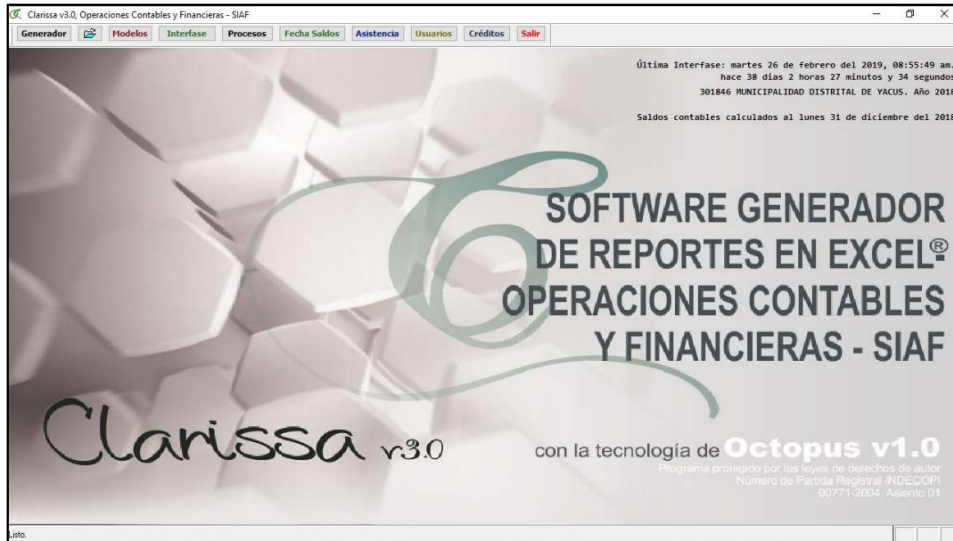 Clarissa v3.0, Operaciones Contables y Financieras - SIAF
Generador Modelos Interfase Procesos Fecha Saldos Asistencia Usuarios Créditos Salir
Última Interfase: martes 26 de febrero del 2019, 08:55:49 am.
hace 38 días 2 horas 27 minutos y 34 segundos
301846 MUNICIPALIDAD DISTRITAL DE YACUS. Año 2018
Saldos contables calculados al lunes 31 de diciembre del 2018
SOFTWARE GENERADOR
DE REPORTES EN EXCEL®
OPERACIONES CONTABLES
Y FINANCIERAS - SIAF
Clarissa v3.0
con la tecnología de Octopus v1.0
Programa protegido por las leyes de derechos de autor
Número de Partida Registral INDECOPI
00771-2004, Asiento 01
Listo.